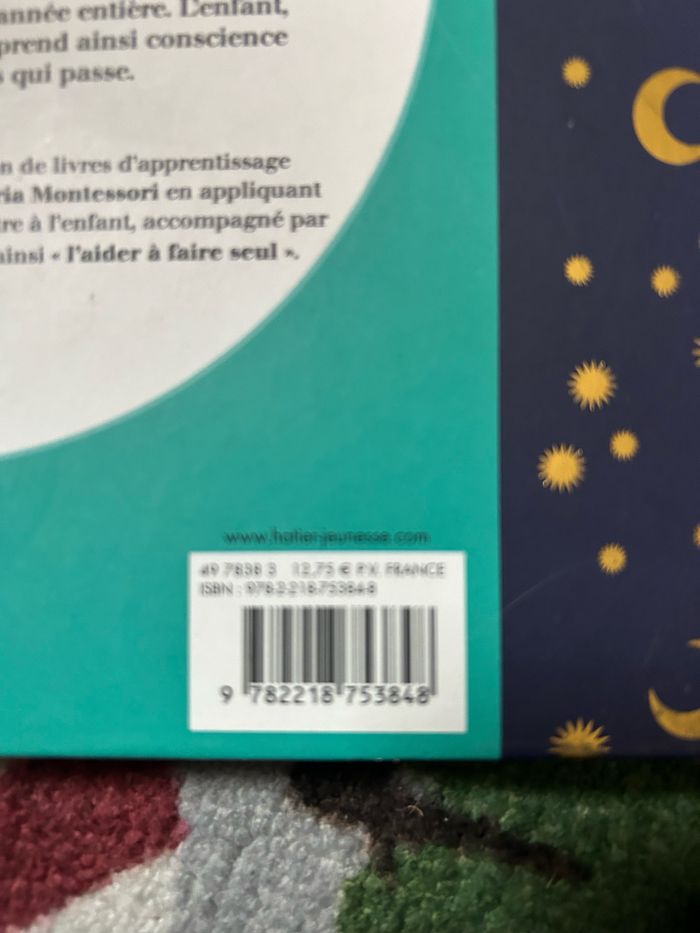 année entière. L'enfant,
prend ainsi conscience
s qui passe.
n de livres d'apprentissage
ria Montessori en appliquant
tre à l'enfant, accompagné par
ainsi « l'aider à faire seul ».
www.hatier-jeunesse.com
49 7838 3 12,75 € P.V. FRANCE
ISBN : 978-2-218-75384-8
9 782218 753848